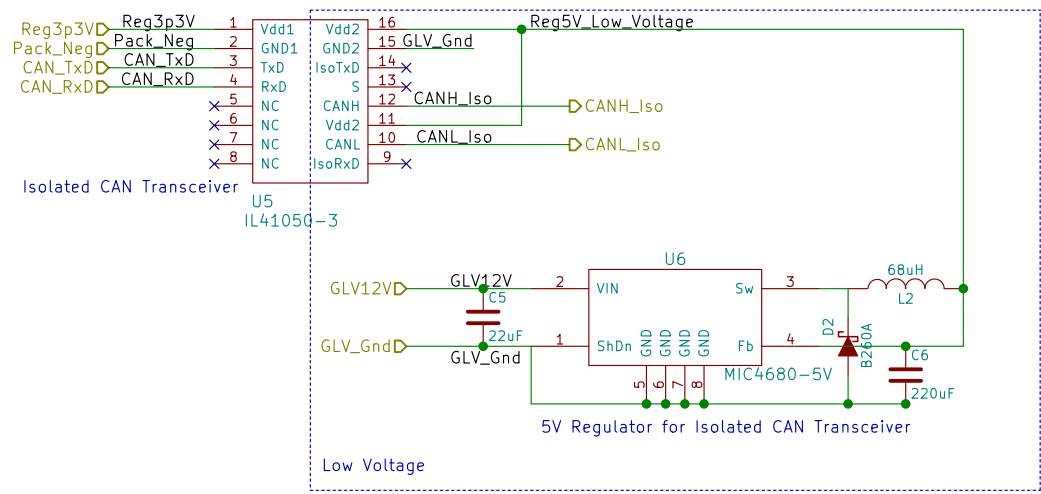 Reg3p3V Reg3p3V 1 Vdd1 Vdd2 16 Reg5V_Low_Voltage
Pack_Neg Pack_Neg 2 GND1 GND2 15 GLV_Gnd
CAN_TxD CAN_TxD 3 TxD IsoTxD 14
CAN_RxD CAN_RxD 4 RxD S 13
5 NC CANH 12 CANH_Iso CANH_Iso
6 NC Vdd2 11
7 NC CANL 10 CANL_Iso CANL_Iso
8 NC IsoRxD 9
Isolated CAN Transceiver
U5
IL41050-3
U6
68uH
L2
GLV12V GLV12V 2 VIN Sw 3
C5
22uF
D2
B260A
GLV_Gnd GLV_Gnd 1 ShDn GND GND GND GND Fb 4
C6
220uF
MIC4680-5V
5 6 7 8
5V Regulator for Isolated CAN Transceiver
Low Voltage